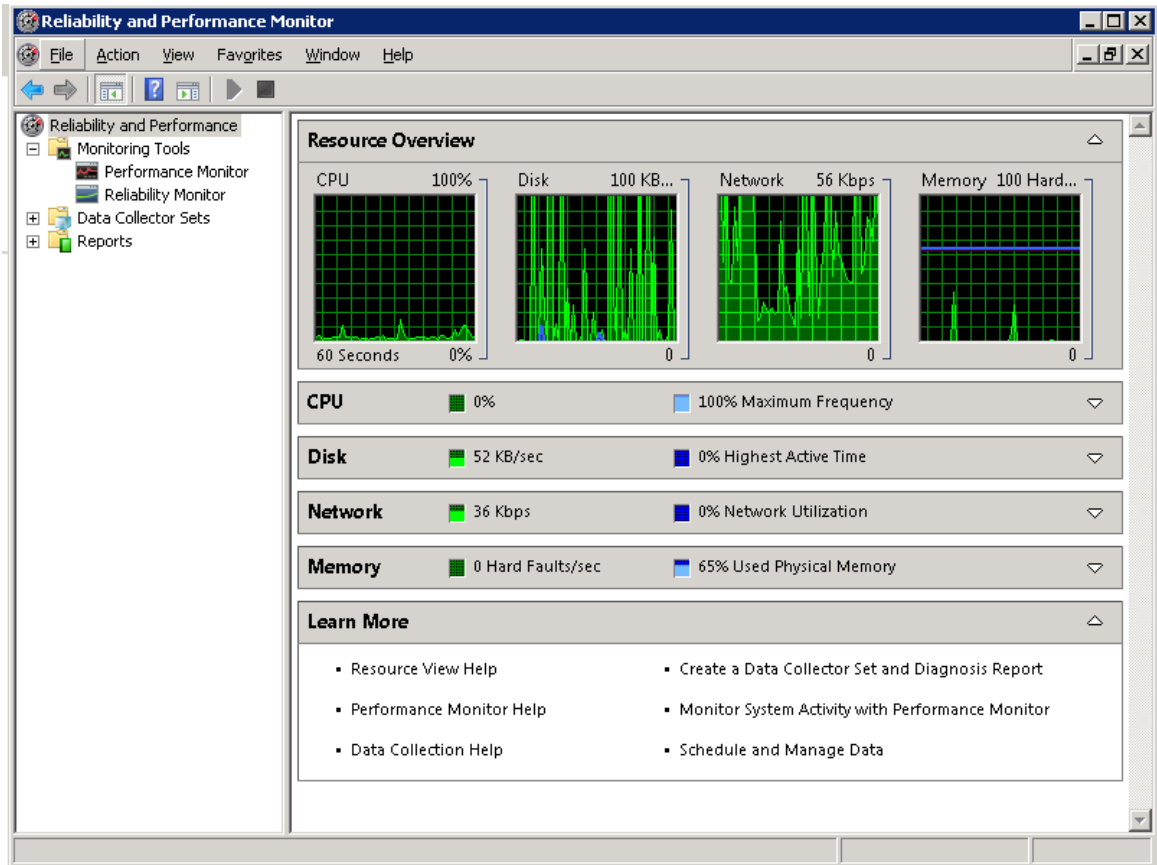 Reliability and Performance Monitor
File Action View Favorites Window Help
Reliability and Performance
Monitoring Tools
Performance Monitor
Reliability Monitor
Data Collector Sets
Reports
Resource Overview
CPU 100%
60 Seconds 0%
Disk 100 KB...
0
Network 56 Kbps
0
Memory 100 Hard...
0
CPU 0% 100% Maximum Frequency
Disk 52 KB/sec 0% Highest Active Time
Network 36 Kbps 0% Network Utilization
Memory 0 Hard Faults/sec 65% Used Physical Memory
Learn More
▪ Resource View Help
▪ Performance Monitor Help
▪ Data Collection Help
▪ Create a Data Collector Set and Diagnosis Report
▪ Monitor System Activity with Performance Monitor
▪ Schedule and Manage Data